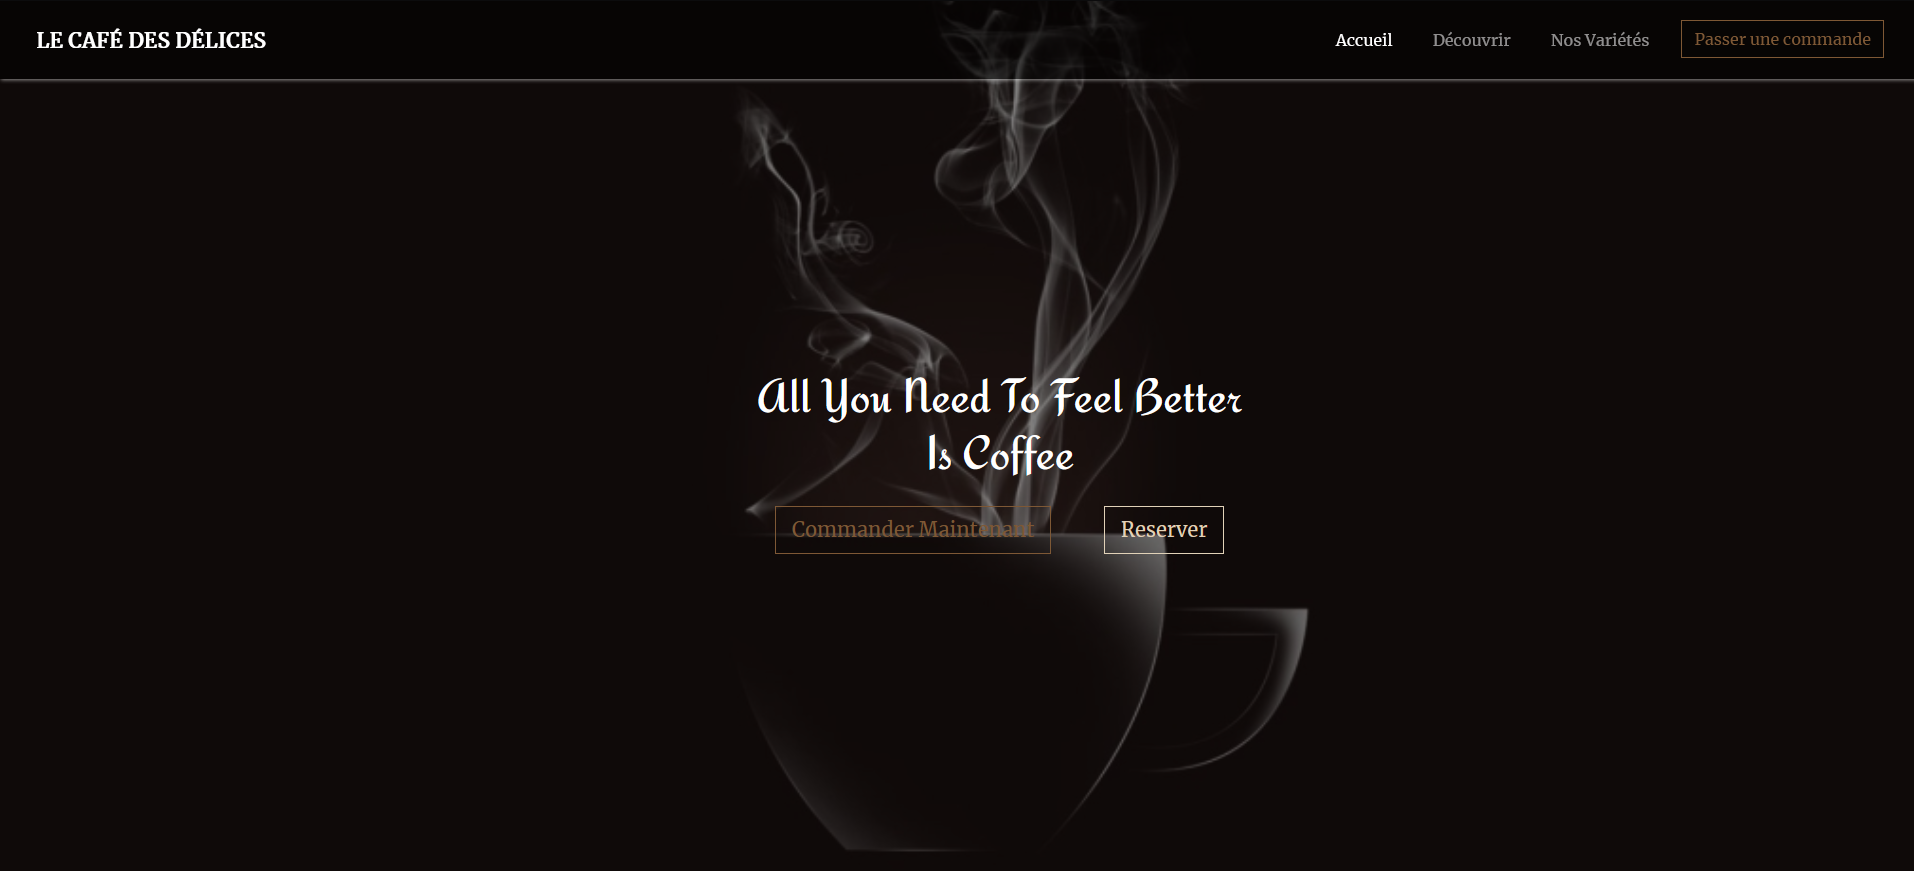 LE CAFÉ DES DÉLICES
Accueil
Découvrir
Nos Variétés
Passer une commande
All You Need To Feel Better
Is Coffee
Commander Maintenant
Reserver